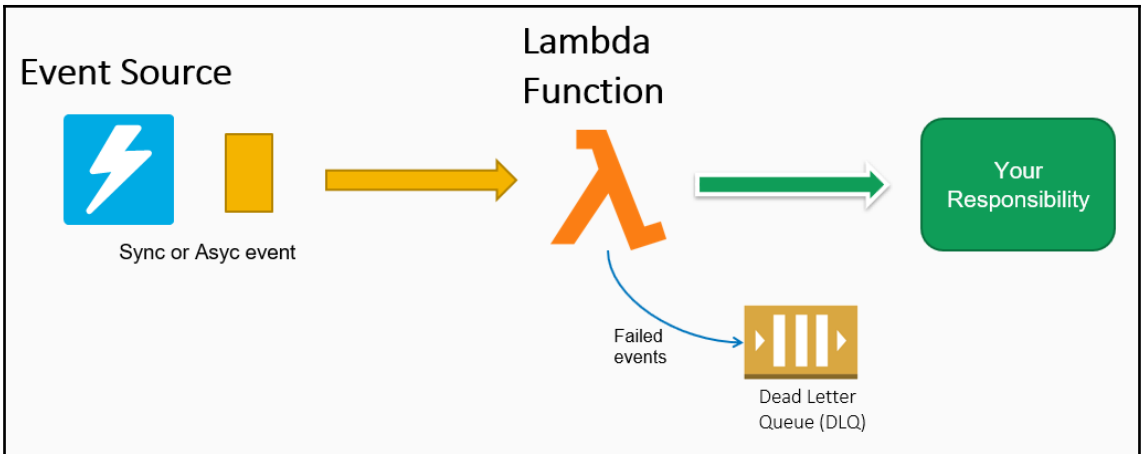 Event Source
Lambda
Function
Sync or Asyc event
Your
Responsibility
Failed
events
Dead Letter
Queue (DLQ)